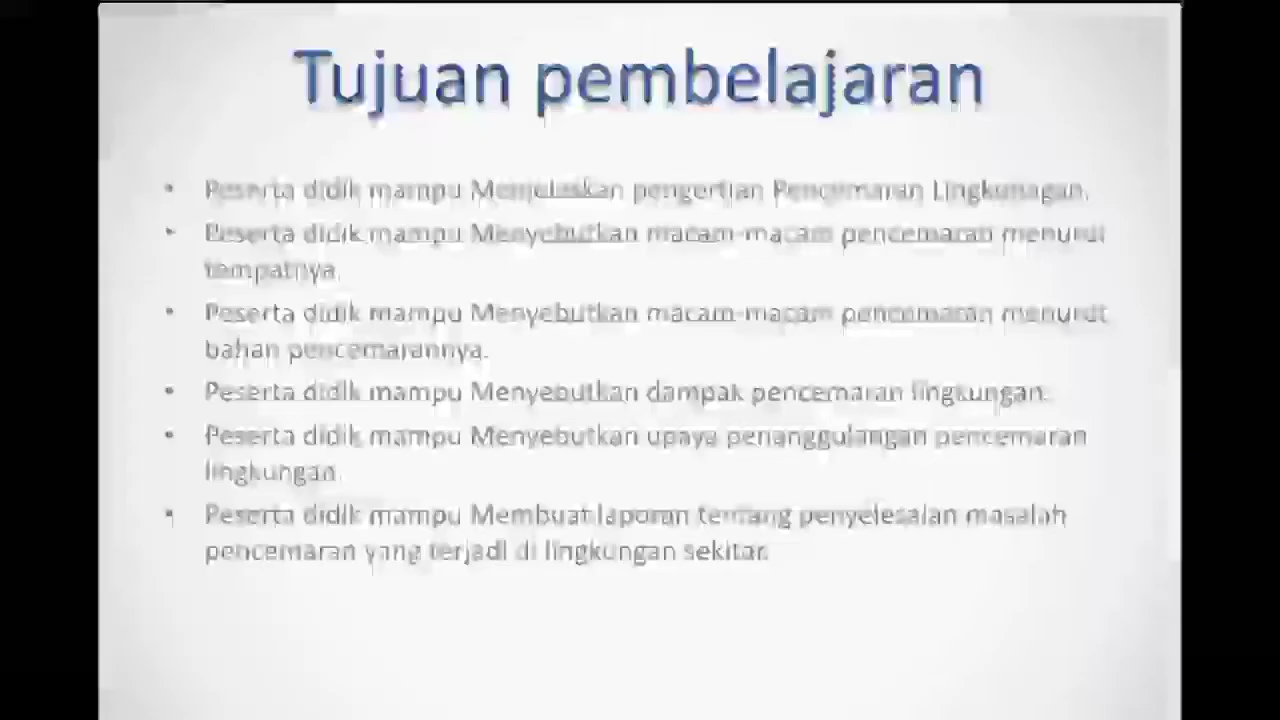 Tujuan pembelajaran
• Peserta didik mampu Menjelaskan pengertian Pencemaran Lingkunagan.
• Peserta didik mampu Menyebutkan macam-macam pencemaran menurut
tempatnya.
• Peserta didik mampu Menyebutkan macam-macam pencemaran menurut
bahan pencemarannya.
• Peserta didik mampu Menyebutkan dampak pencemaran lingkungan.
• Peserta didik mampu Menyebutkan upaya penanggulangan pencemaran
lingkungan.
• Peserta didik mampu Membuat laporan tentang penyelesaian masalah
pencemaran yang terjadi di lingkungan sekitar.